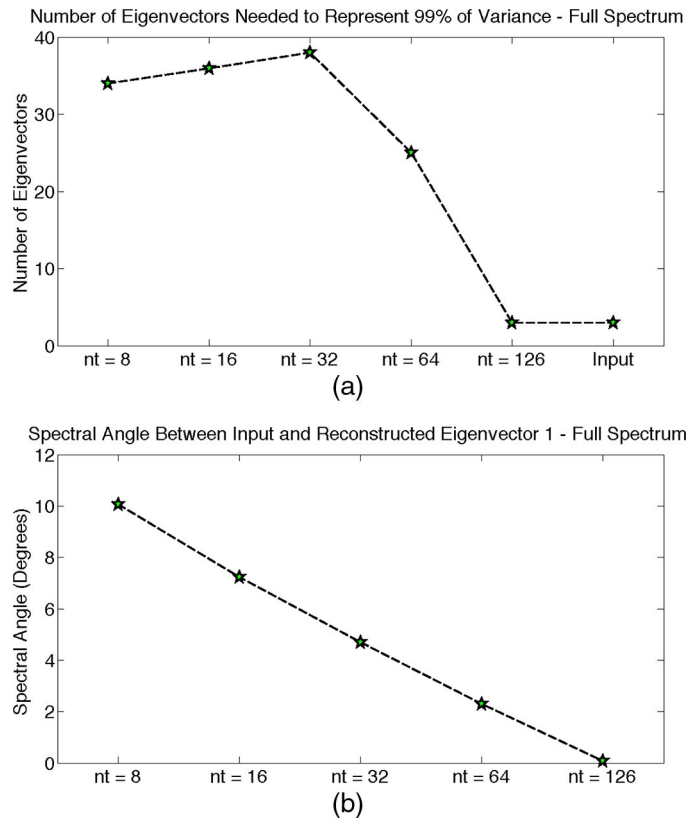 Number of Eigenvectors Needed to Represent 99% of Variance - Full Spectrum
Number of Eigenvectors
40
30
20
10
0
nt = 8 nt = 16 nt = 32 nt = 64 nt = 126 Input
(a)
Spectral Angle Between Input and Reconstructed Eigenvector 1 - Full Spectrum
Spectral Angle (Degrees)
12
10
8
6
4
2
0
nt = 8 nt = 16 nt = 32 nt = 64 nt = 126
(b)